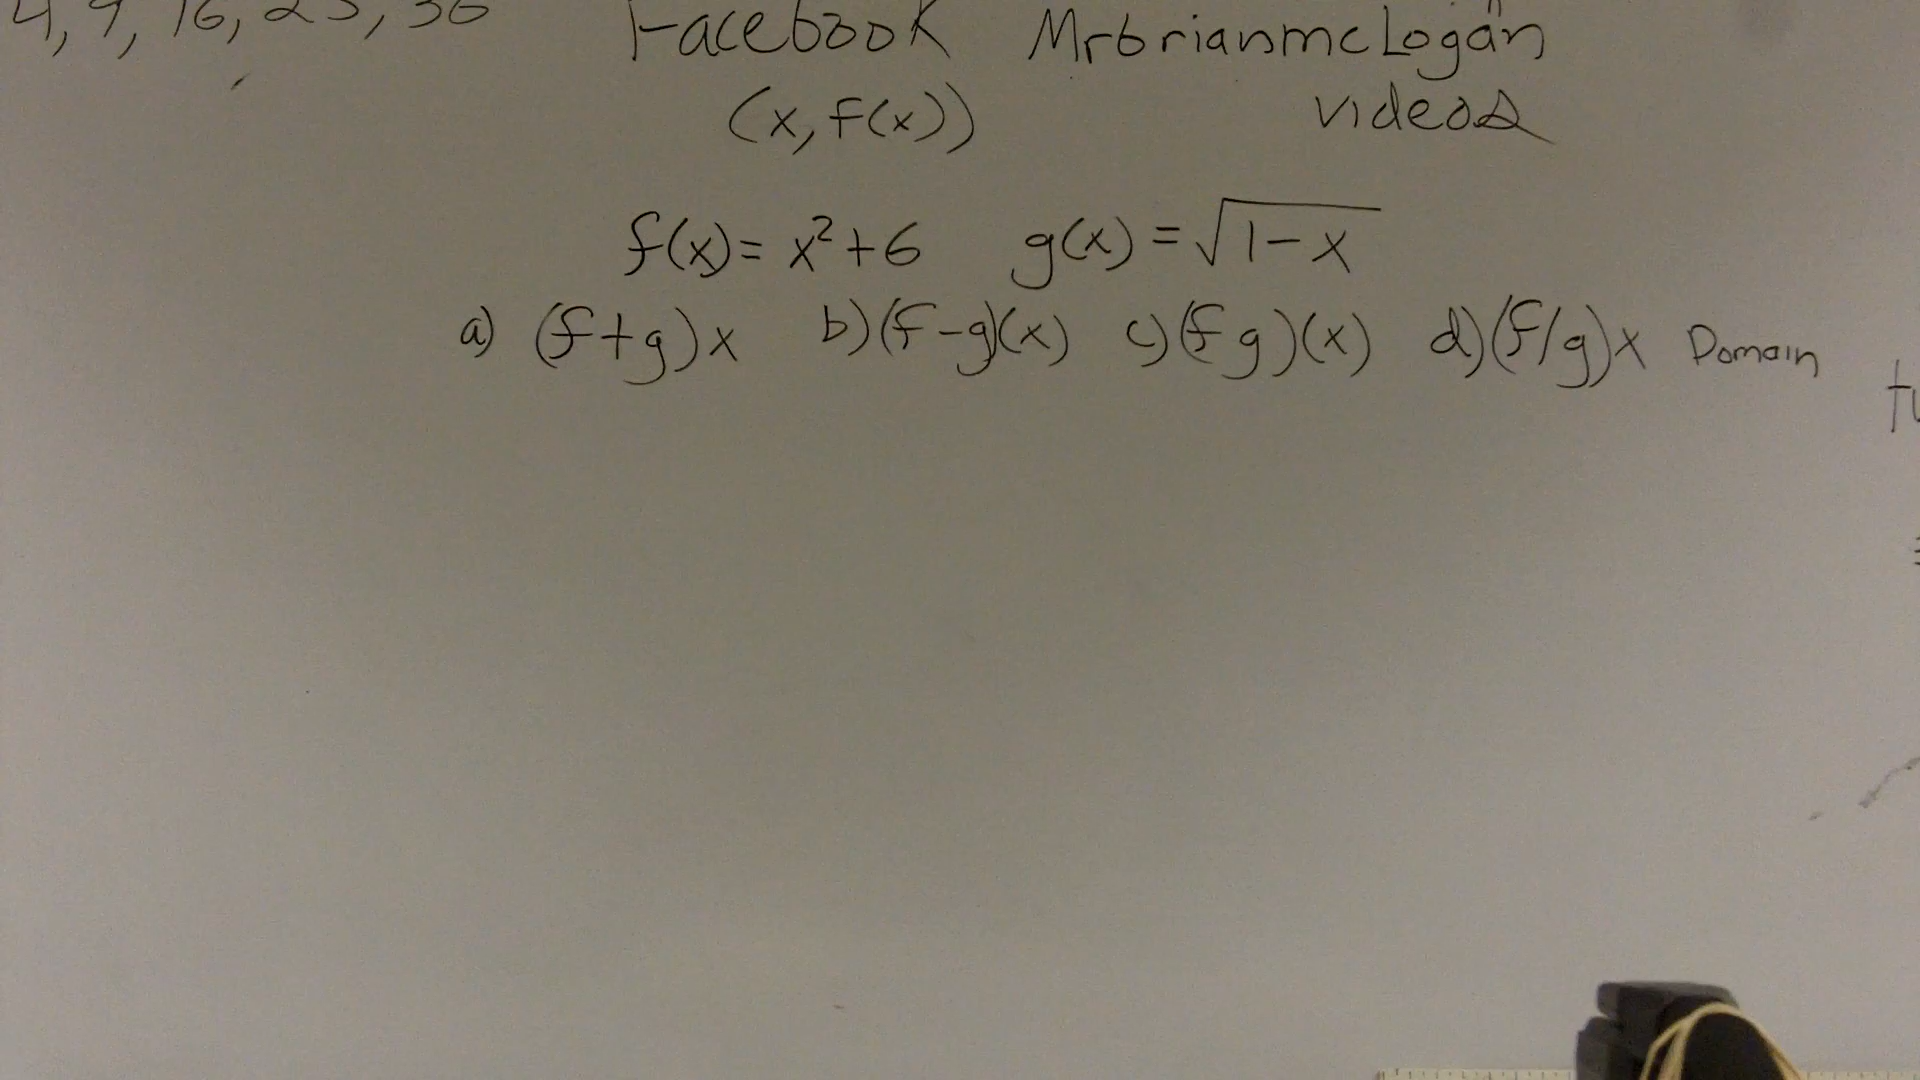 4, 9, 16, 25, 36 Facebook MrbrianmcLogan
(x, f(x)) videos
f(x) = x²+6 g(x) = √1-x
a) (f+g)x b)(f-g)(x) c)(fg)(x) d)(f/g)x Domain